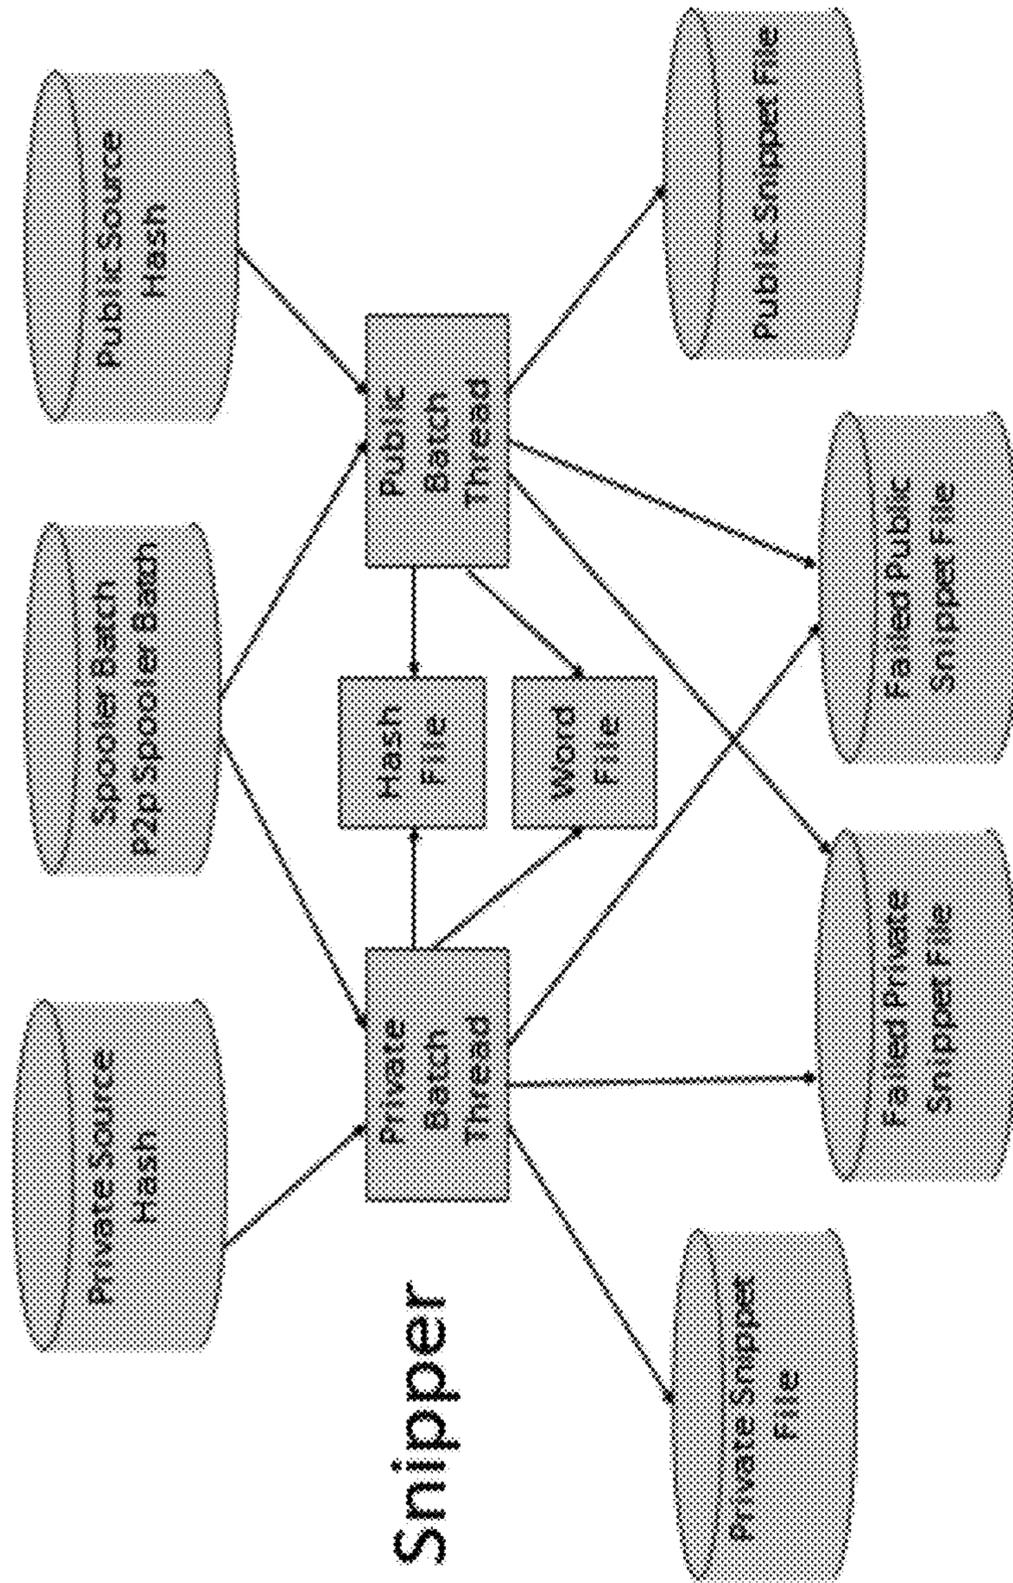 Snipper
Private Source
Hash
Spooler Batch
P2p Spooler Batch
Public Source
Hash
Private
Batch
Thread
Hash
File
Word
File
Public
Batch
Thread
Private Snippet
File
Failed Private
Snippet File
Failed Public
Snippet File
Public Snippet File